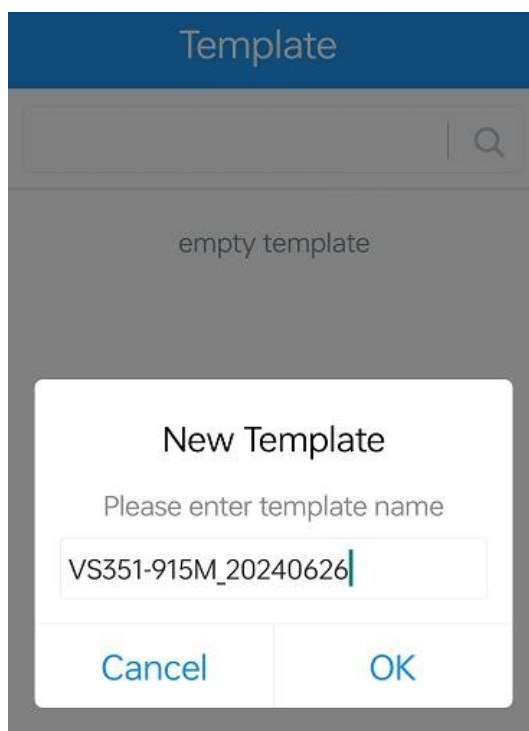 Template
empty template
New Template
Please enter template name
VS351-915M_20240626
Cancel
OK